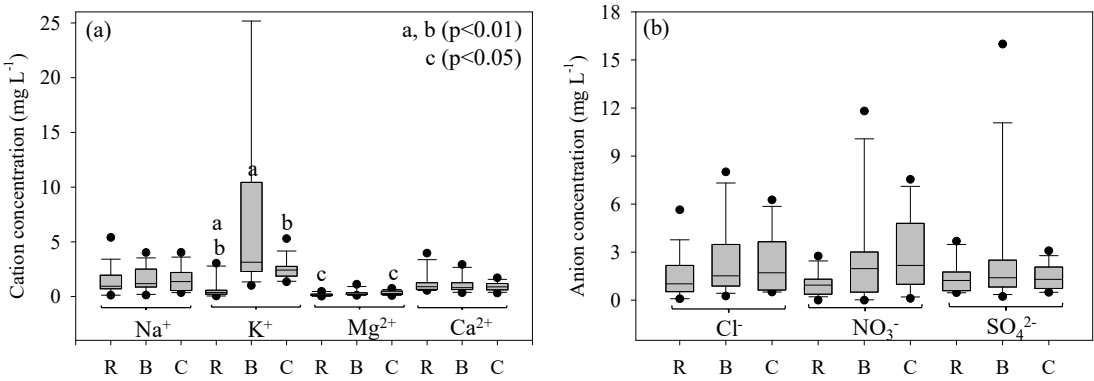 (a)
a, b (p<0.01)
c (p<0.05)
Cation concentration (mg L⁻¹)
25
20
15
10
5
0
a
b
a
b
c
c
Na⁺
K⁺
Mg²⁺
Ca²⁺
R B C R B C R B C R B C
(b)
Anion concentration (mg L⁻¹)
18
15
12
9
6
3
0
Cl⁻
NO₃⁻
SO₄²⁻
R B C R B C R B C